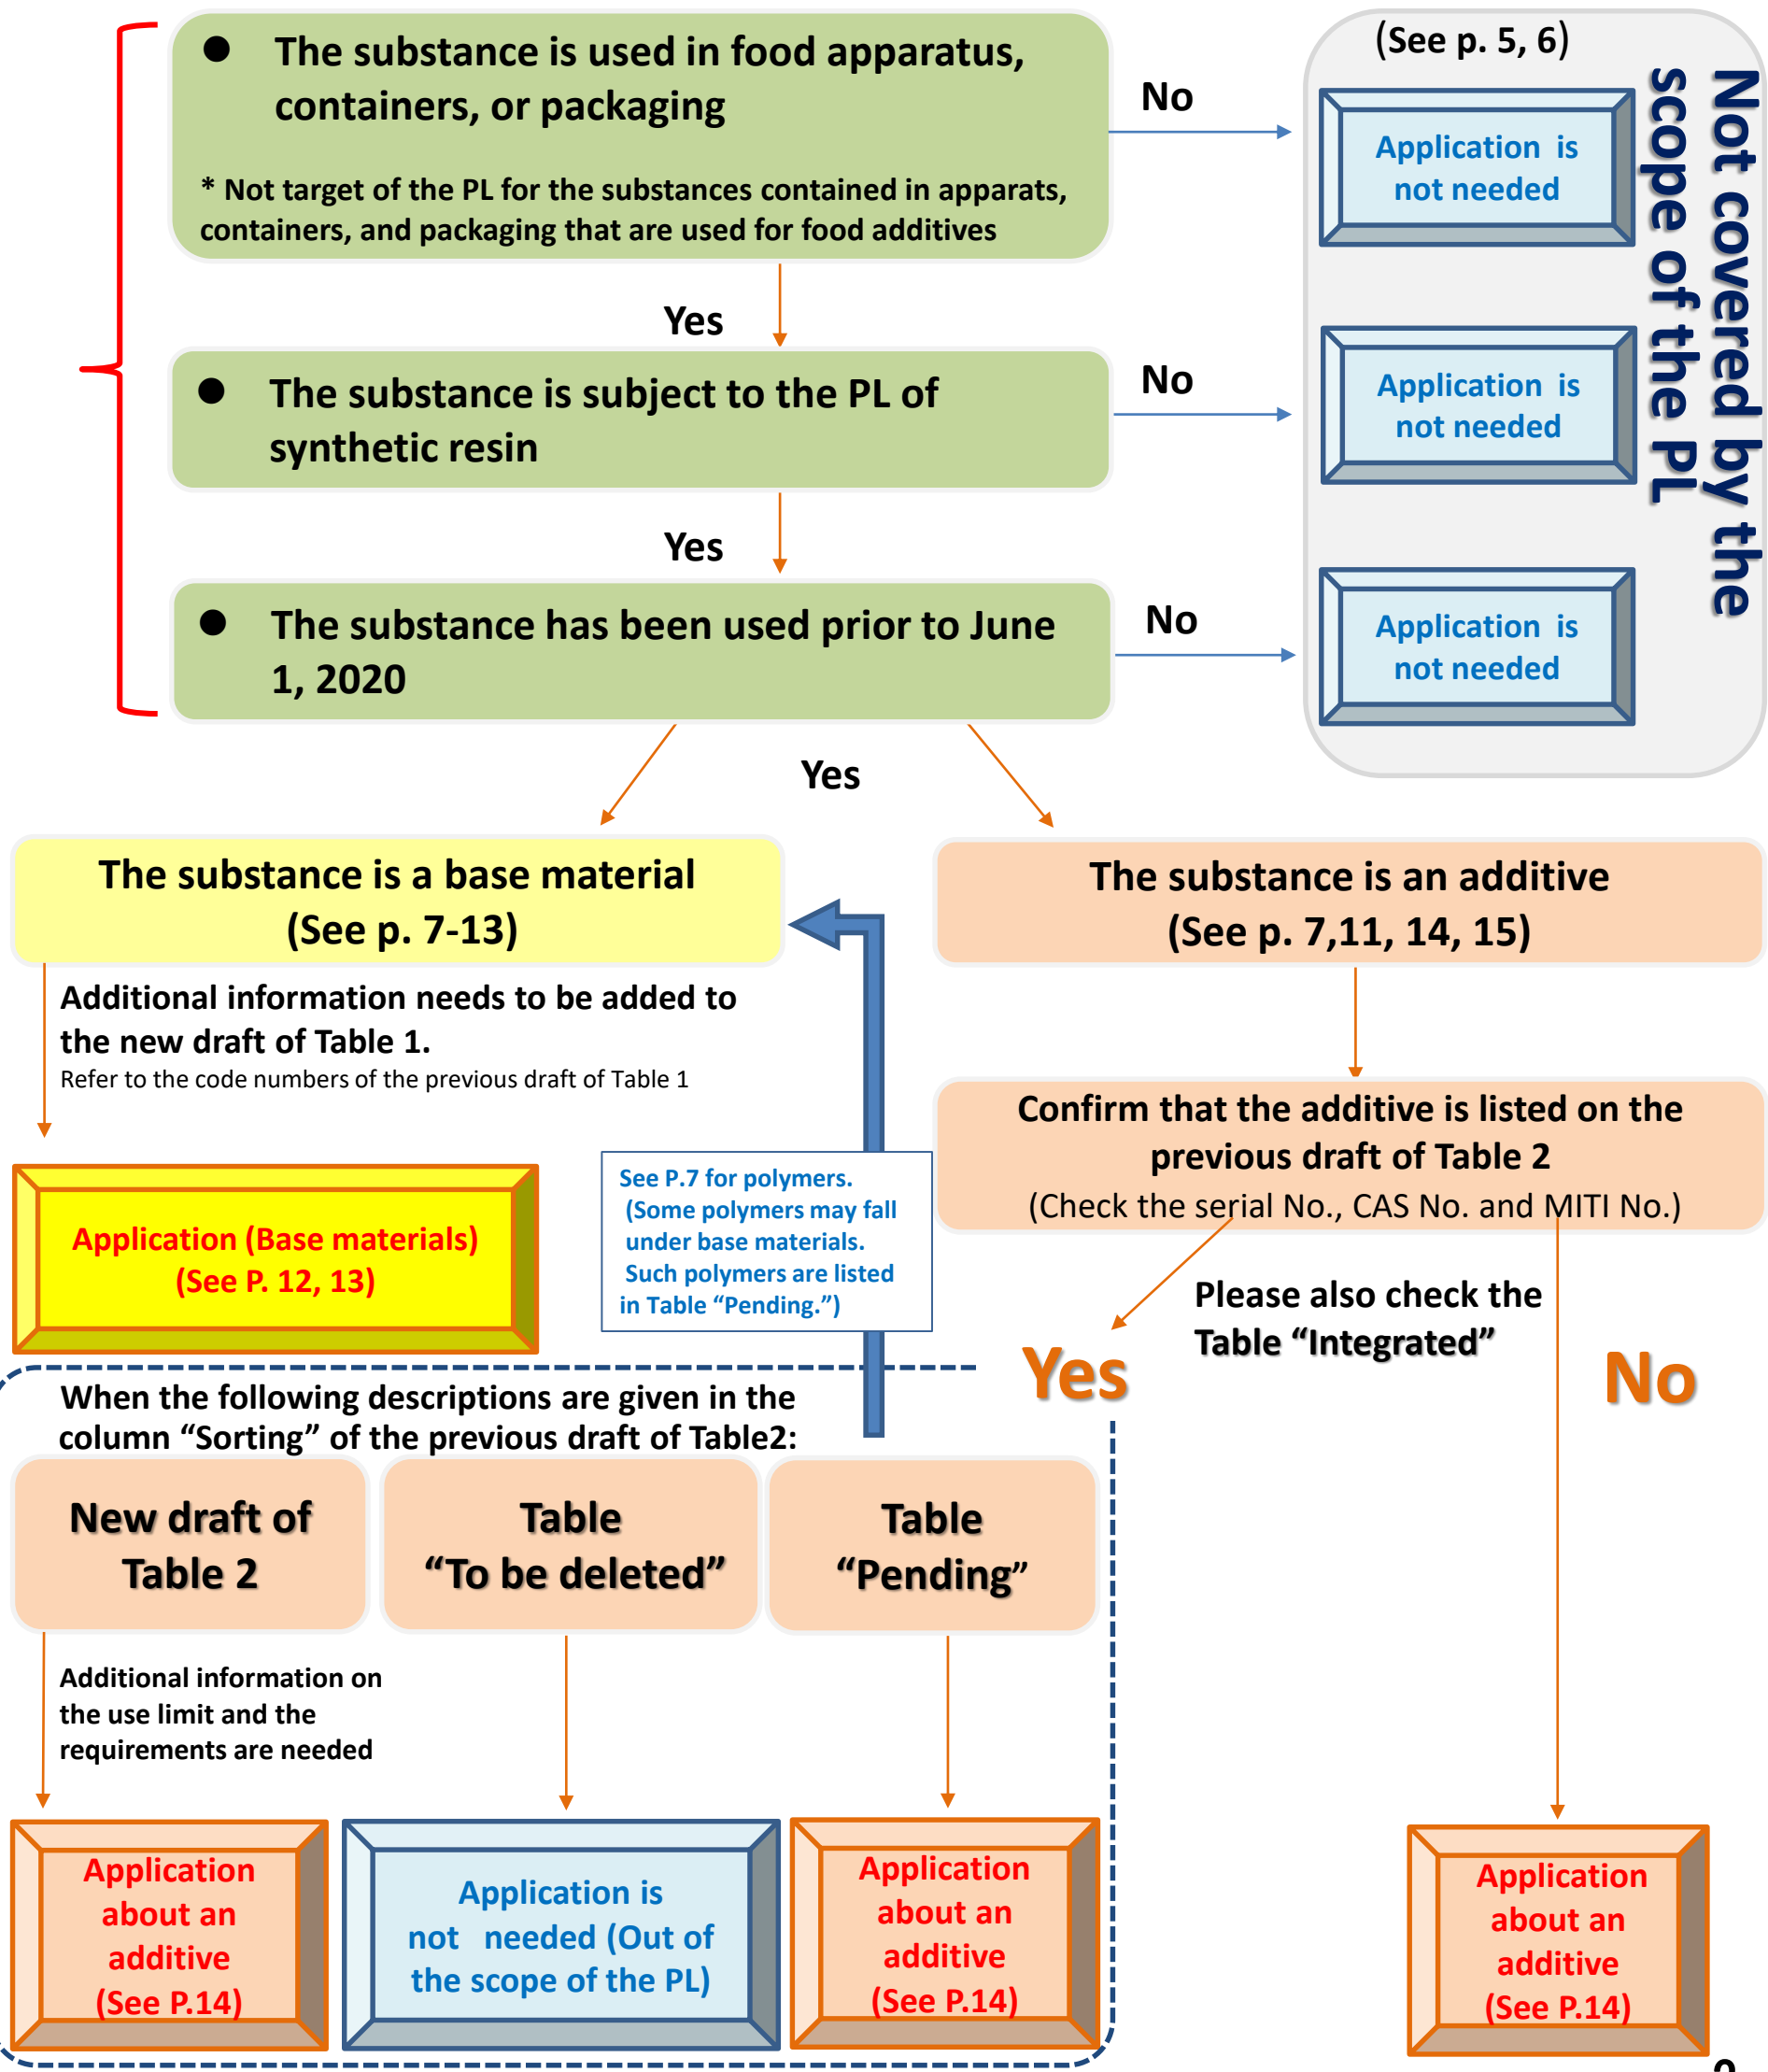 ● The substance is used in food apparatus,
containers, or packaging
* Not target of the PL for the substances contained in apparats,
containers, and packaging that are used for food additives
No
(See p. 5, 6)
Application is
not needed
Not covered by the
scope of the PL
Yes
● The substance is subject to the PL of
synthetic resin
No
Application is
not needed
Yes
● The substance has been used prior to June
1, 2020
No
Application is
not needed
Yes
The substance is a base material
(See p. 7-13)
The substance is an additive
(See p. 7,11, 14, 15)
Additional information needs to be added to
the new draft of Table 1.
Refer to the code numbers of the previous draft of Table 1
Confirm that the additive is listed on the
previous draft of Table 2
(Check the serial No., CAS No. and MITI No.)
Application (Base materials)
(See P. 12, 13)
See P.7 for polymers.
(Some polymers may fall
under base materials.
Such polymers are listed
in Table “Pending.”)
Please also check the
Table “Integrated”
Yes
No
When the following descriptions are given in the
column “Sorting” of the previous draft of Table2:
New draft of
Table 2
Table
“To be deleted”
Table
“Pending”
Additional information on
the use limit and the
requirements are needed
Application
about an
additive
(See P.14)
Application is
not needed (Out of
the scope of the PL)
Application
about an
additive
(See P.14)
Application
about an
additive
(See P.14)